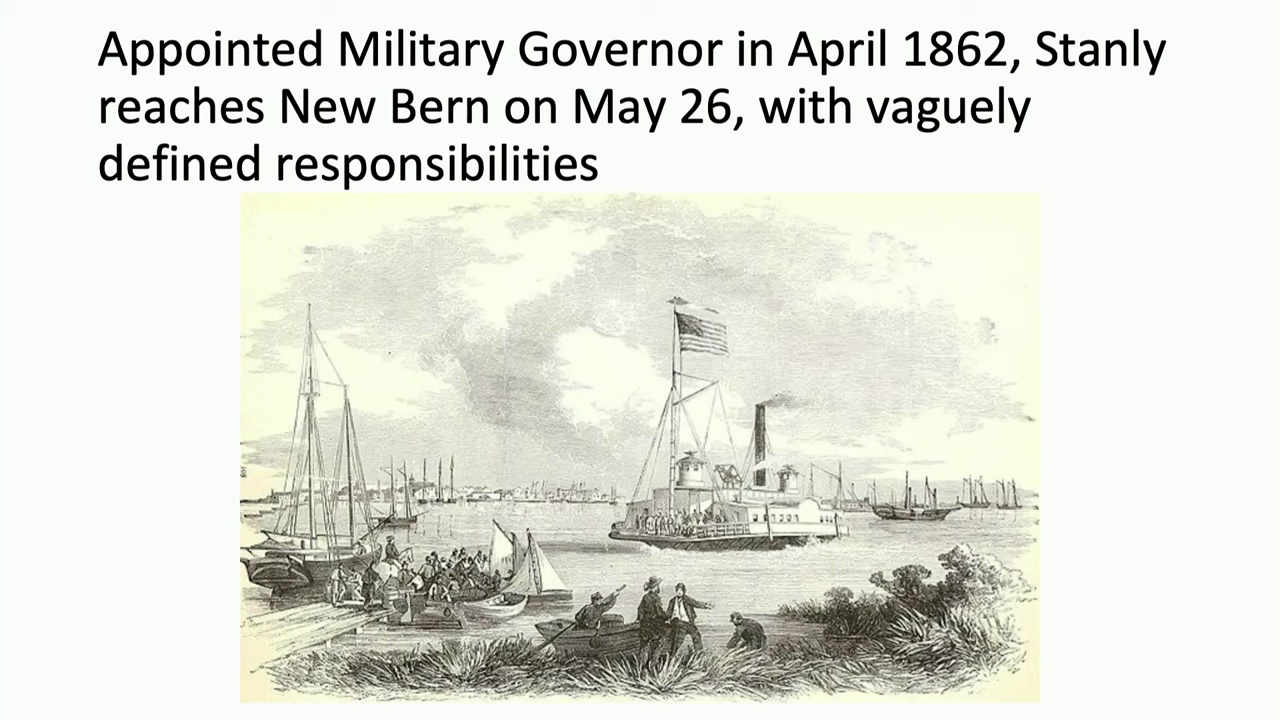 Appointed Military Governor in April 1862, Stanly
reaches New Bern on May 26, with vaguely
defined responsibilities